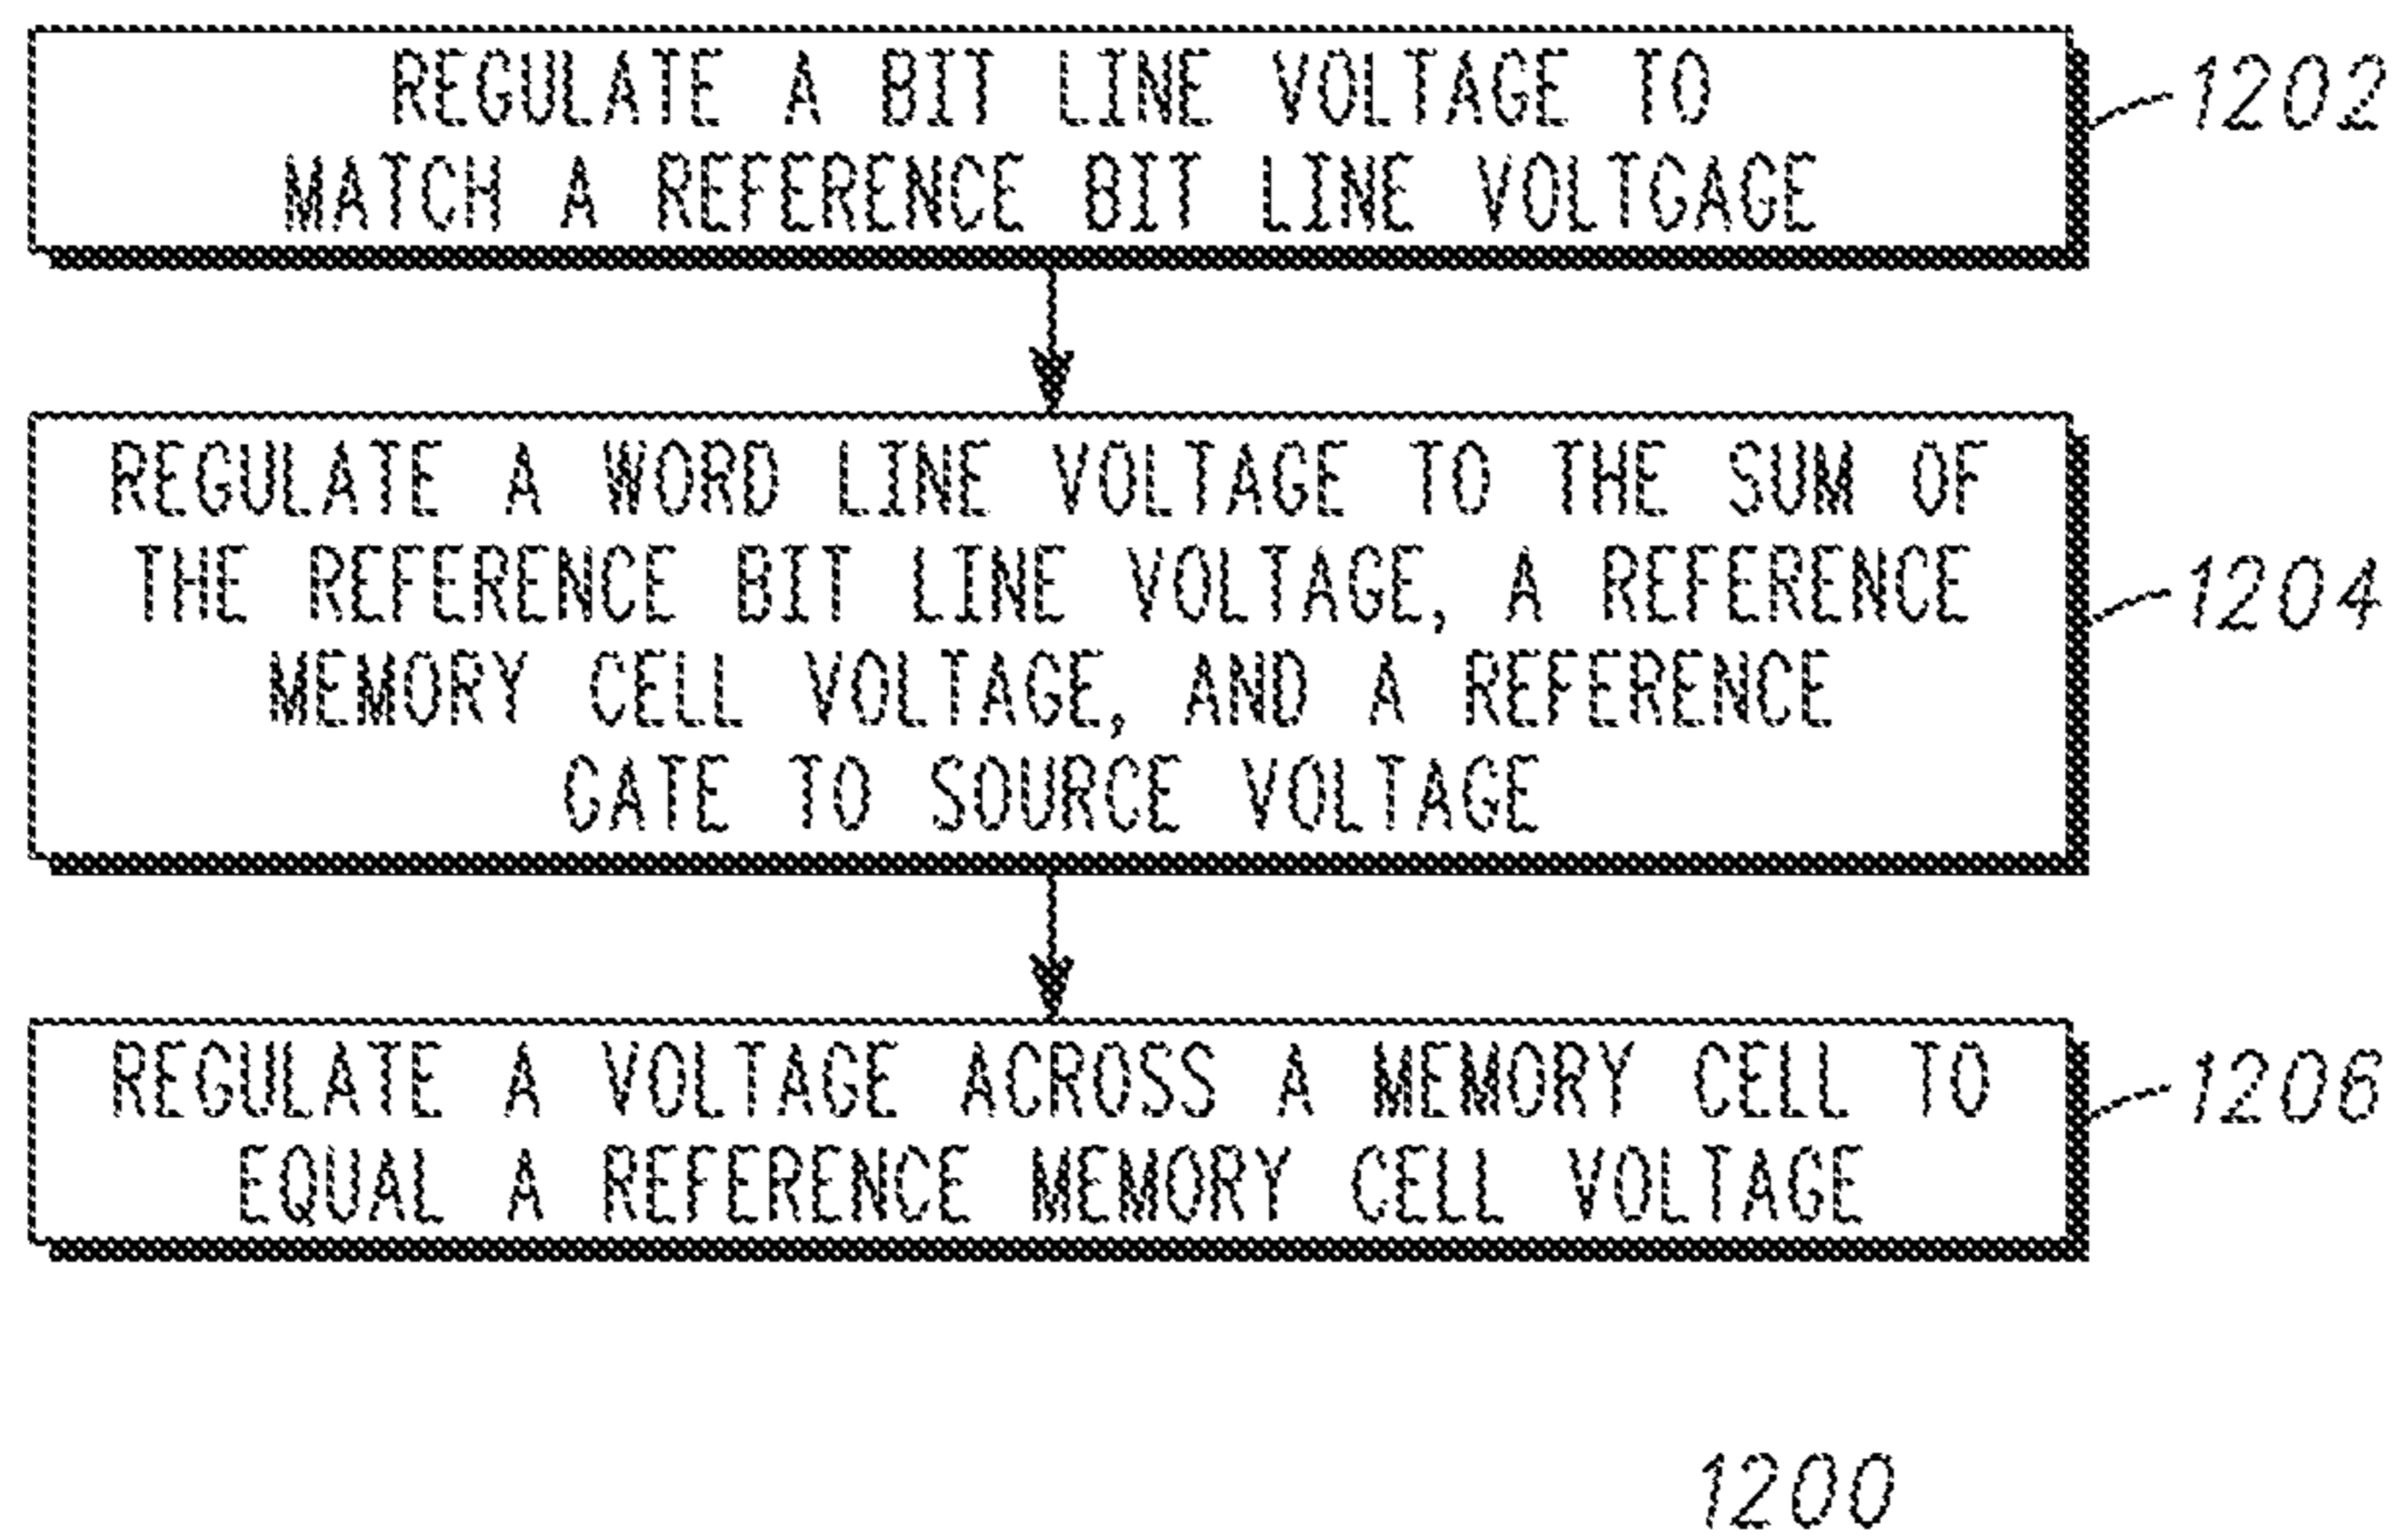 REGULATE A BIT LINE VOLTAGE TO
MATCH A REFERENCE BIT LINE VOLTGAGE
1202
REGULATE A WORD LINE VOLTAGE TO THE SUM OF
THE REFERENCE BIT LINE VOLTAGE, A REFERENCE
MEMORY CELL VOLTAGE, AND A REFERENCE
GATE TO SOURCE VOLTAGE
1204
REGULATE A VOLTAGE ACROSS A MEMORY CELL TO
EQUAL A REFERENCE MEMORY CELL VOLTAGE
1206
1200